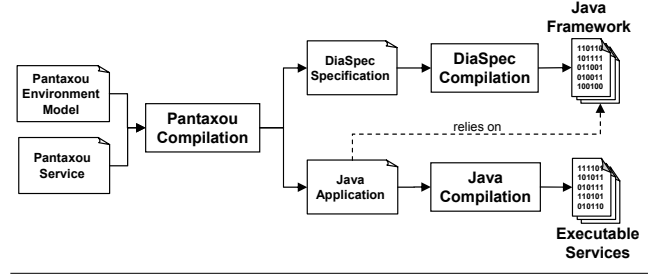 Java
Framework
Pantaxou
Environment
Model
Pantaxou
Service
Pantaxou
Compilation
DiaSpec
Specification
DiaSpec
Compilation
110110
101111
011001
010011
100100
relies on
Java
Application
Java
Compilation
111101
101011
010111
110101
010110
Executable
Services